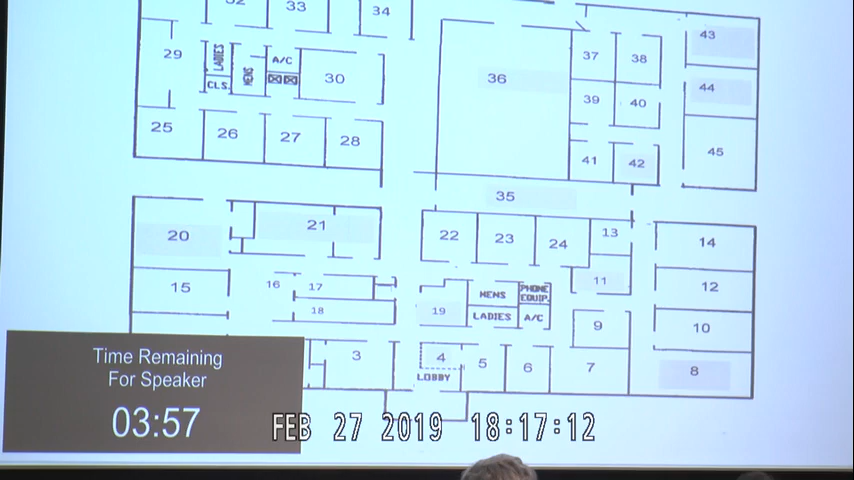 32 33 34
29 LADIES MENS A/C 30 36 37 38 43
CLS. 39 40 44
25 26 27 28 41 42 45
35
20 21 22 23 24 13 14
15 16 17 19 MENS PHONE EQUIP. 11 12
18 LADIES A/C 9 10
3 4 5 6 7 8
LOBBY
Time Remaining
For Speaker
03:57
FEB 27 2019 18:17:12